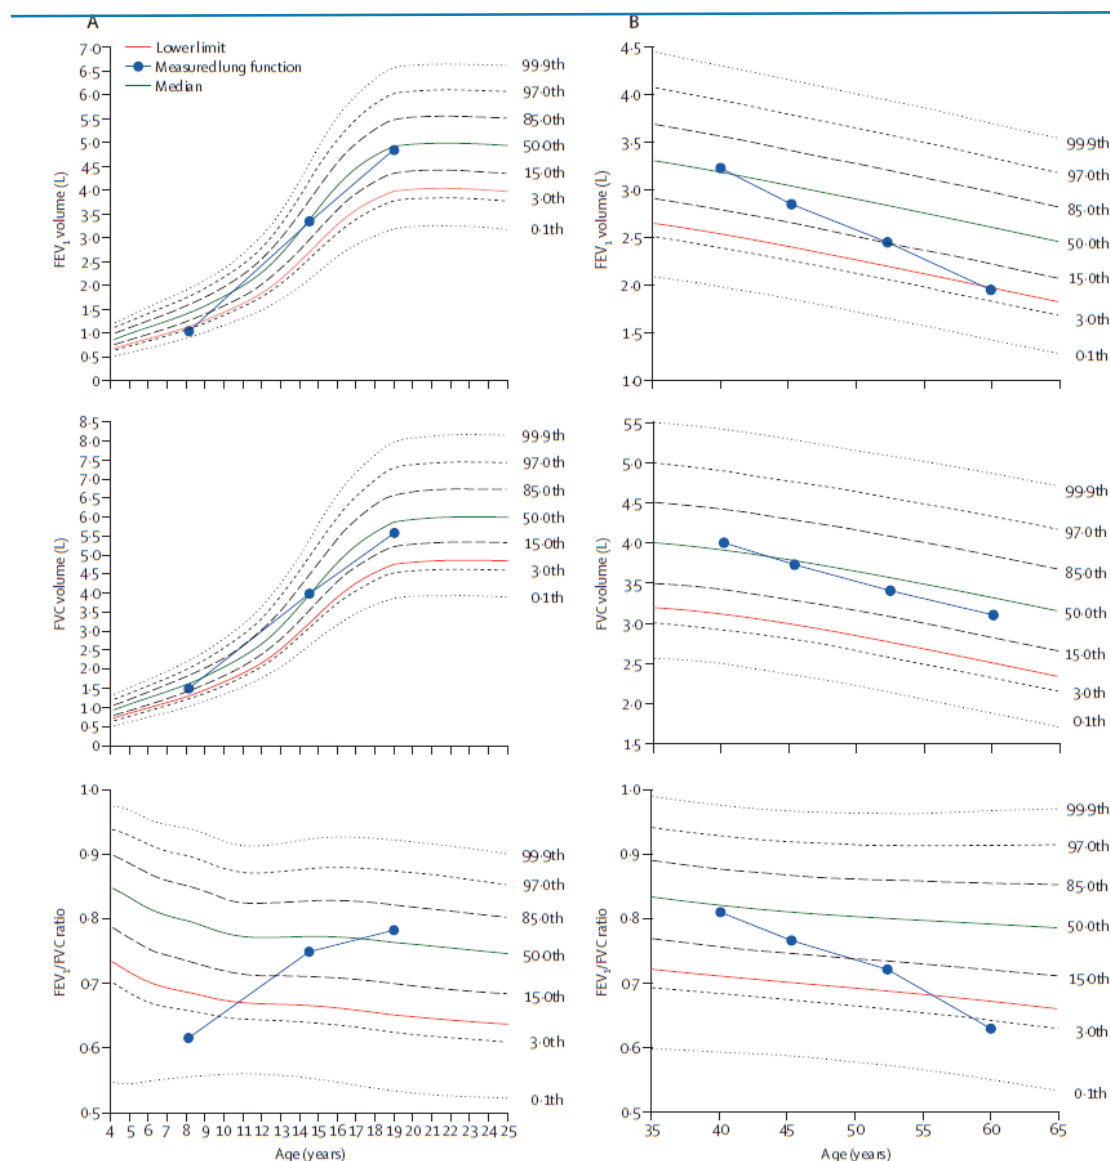 A
B
Lower limit
Measured lung function
Median
FEV₁ volume (L)
7·0
6·5
6·0
5·5
5·0
4·5
4·0
3·5
3·0
2·5
2·0
1·5
1·0
0·5
0
99·9th
97·0th
85·0th
50·0th
15·0th
3·0th
0·1th
FEV₁ volume (L)
4·5
4·0
3·5
3·0
2·5
2·0
1·5
1·0
99·9th
97·0th
85·0th
50·0th
15·0th
3·0th
0·1th
FVC volume (L)
8·5
8·0
7·5
7·0
6·5
6·0
5·5
5·0
4·5
4·0
3·5
3·0
2·5
2·0
1·5
1·0
0·5
0
99·9th
97·0th
85·0th
50·0th
15·0th
3·0th
0·1th
FVC volume (L)
5·5
5·0
4·5
4·0
3·5
3·0
2·5
2·0
1·5
99·9th
97·0th
85·0th
50·0th
15·0th
3·0th
0·1th
FEV₁/FVC ratio
1·0
0·9
0·8
0·7
0·6
0·5
99·9th
97·0th
85·0th
50·0th
15·0th
3·0th
0·1th
4 5 6 7 8 9 10 11 12 13 14 15 16 17 18 19 20 21 22 23 24 25
Age (years)
FEV₁/FVC ratio
1·0
0·9
0·8
0·7
0·6
0·5
99·9th
97·0th
85·0th
50·0th
15·0th
3·0th
0·1th
35 40 45 50 55 60 65
Age (years)